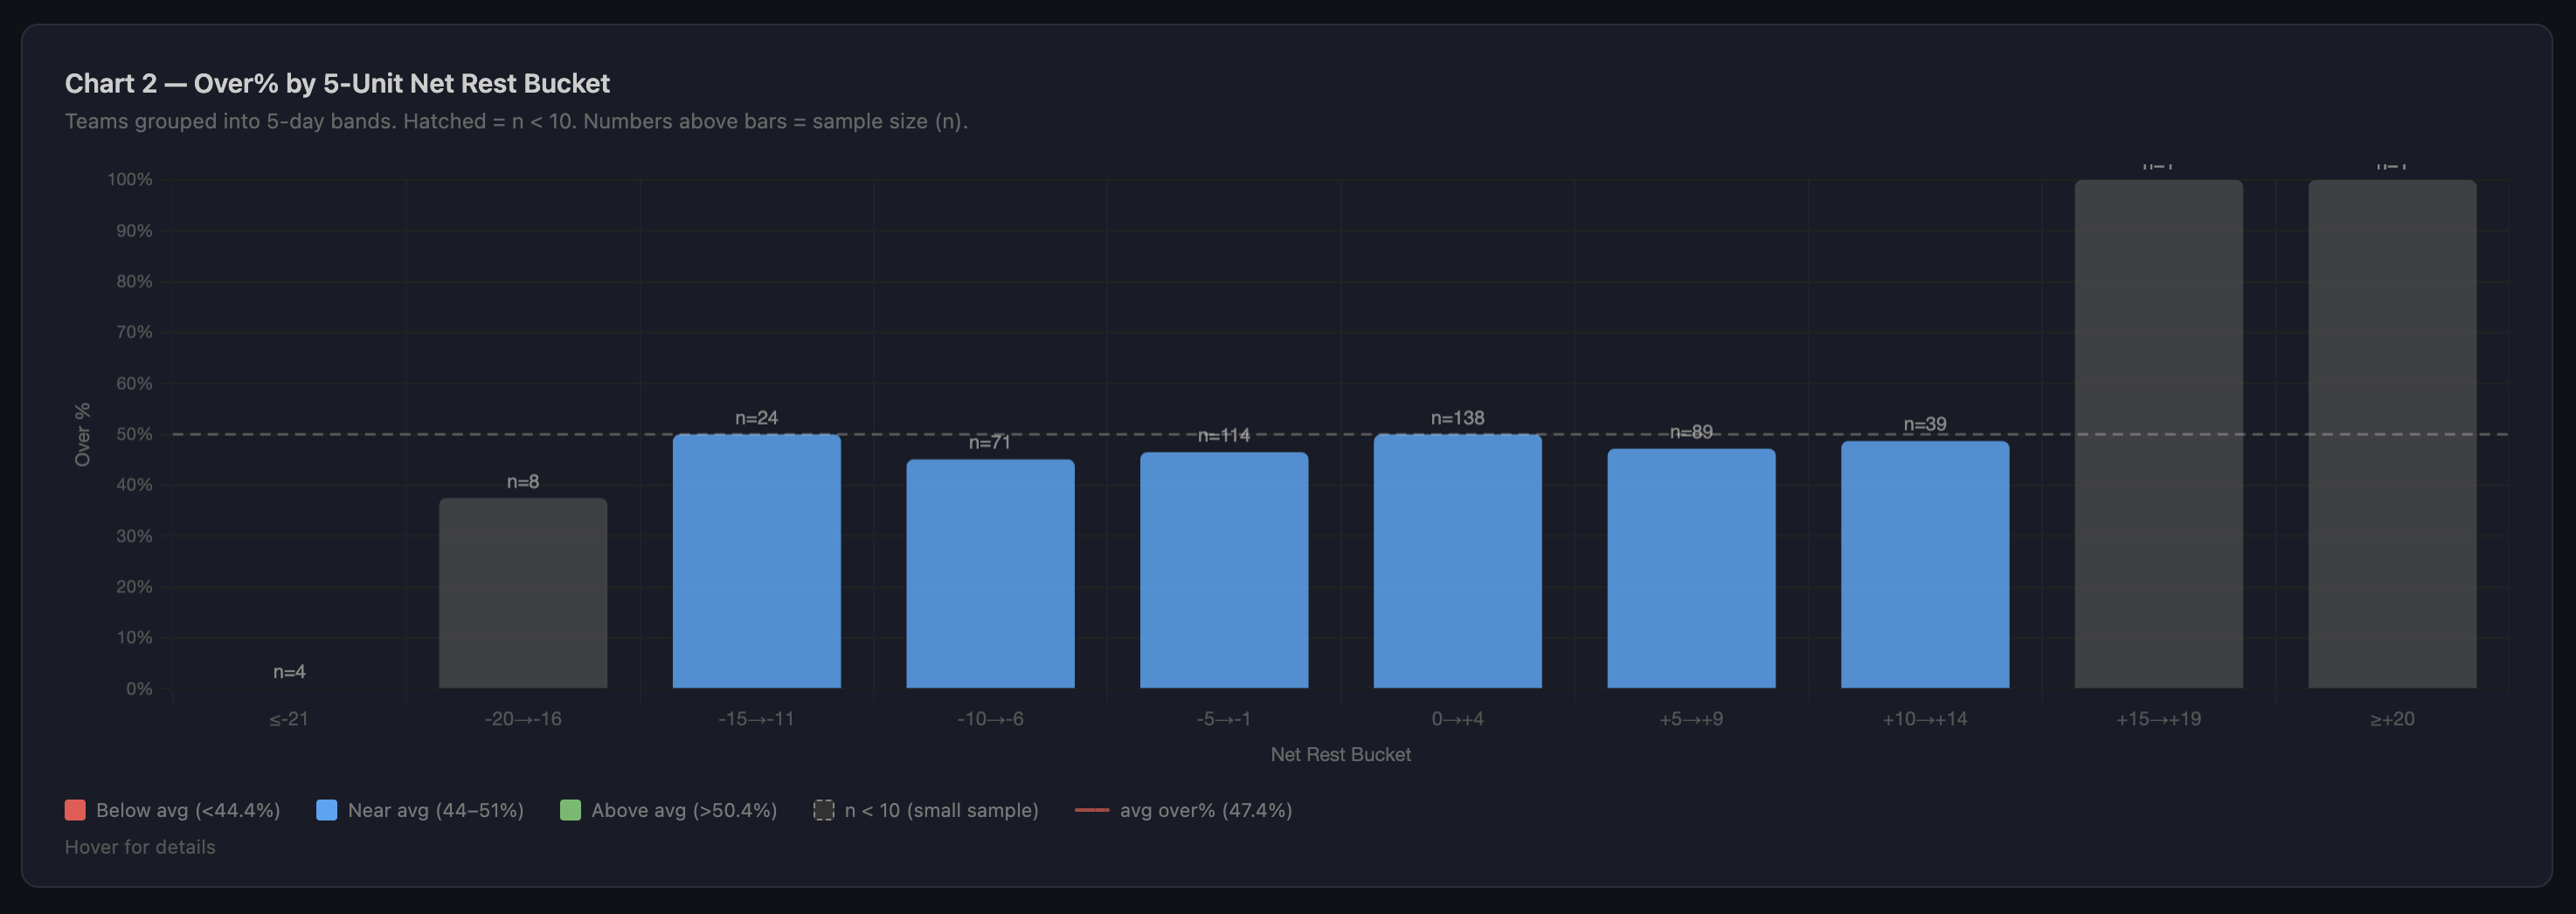 Chart 2 — Over% by 5-Unit Net Rest Bucket
Teams grouped into 5-day bands. Hatched = n < 10. Numbers above bars = sample size (n).
100%
90%
80%
70%
60%
50%
40%
30%
20%
10%
0%
Over %
n=4
n=8
n=24
n=71
n=114
n=138
n=89
n=39
≤-21
-20→-16
-15→-11
-10→-6
-5→-1
0→+4
+5→+9
+10→+14
+15→+19
≥+20
Net Rest Bucket
Below avg (<44.4%)
Near avg (44–51%)
Above avg (>50.4%)
n < 10 (small sample)
avg over% (47.4%)
Hover for details